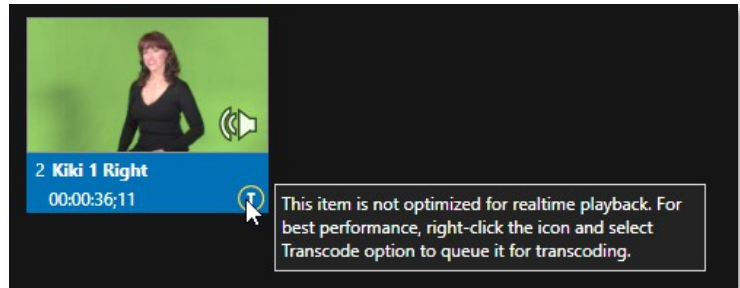 2 Kiki 1 Right
00:00:36;11
T
This item is not optimized for realtime playback. For
best performance, right-click the icon and select
Transcode option to queue it for transcoding.